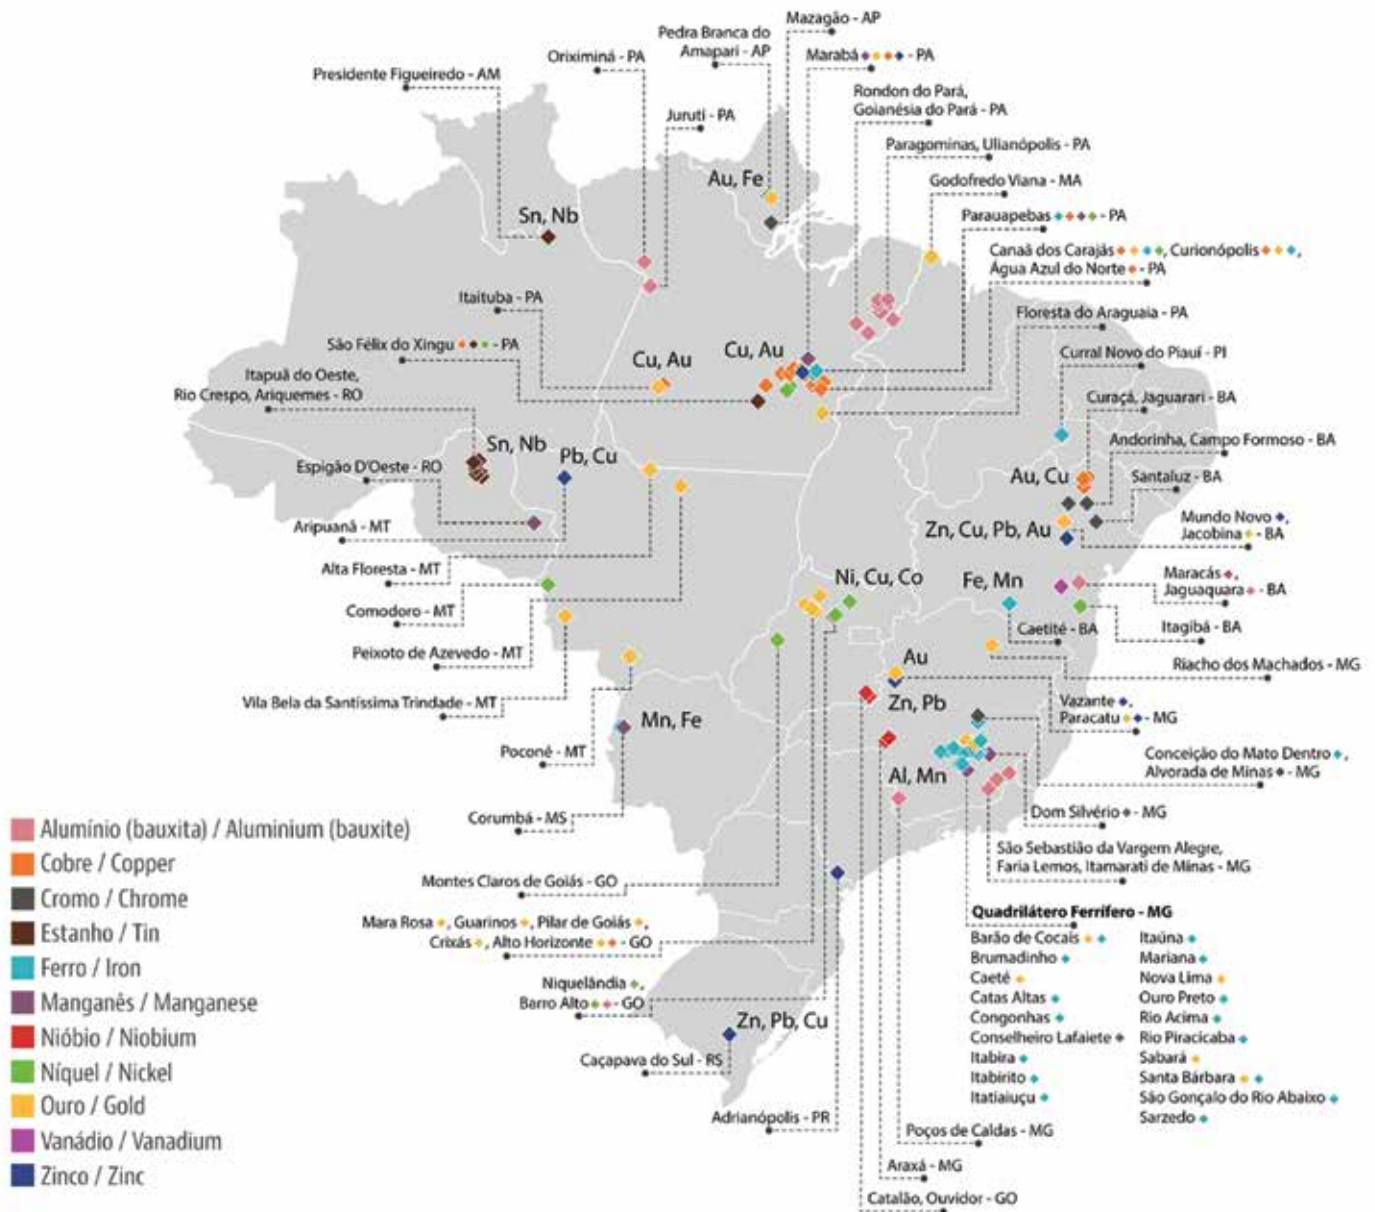 Mazagão - AP
Pedra Branca do
Amapari - AP
Oriximiná - PA
Marabá - PA
Presidente Figueiredo - AM
Rondon do Pará,
Goianésia do Pará - PA
Juruti - PA
Paragominas, Ulianópolis - PA
Au, Fe
Godofredo Viana - MA
Sn, Nb
Parauapebas - PA
Canaã dos Carajás , Curionópolis ,
Água Azul do Norte - PA
Itaituba - PA
Floresta do Araguaia - PA
São Félix do Xingu - PA
Cu, Au
Cu, Au
Curral Novo do Piauí - PI
Itapuã do Oeste,
Rio Crespo, Ariquemes - RO
Curaçá, Jaguarari - BA
Andorinha, Campo Formoso - BA
Sn, Nb
Pb, Cu
Espigão D'Oeste - RO
Au, Cu
Santaluz - BA
Aripuanã - MT
Zn, Cu, Pb, Au
Mundo Novo ,
Jacobina - BA
Alta Floresta - MT
Ni, Cu, Co
Fe, Mn
Maracás ,
Jaguaquara - BA
Comodoro - MT
Caetité - BA
Itagibá - BA
Peixoto de Azevedo - MT
Au
Riacho dos Machados - MG
Vila Bela da Santíssima Trindade - MT
Zn, Pb
Vazante ,
Paracatu - MG
Mn, Fe
Poconé - MT
Conceição do Mato Dentro ,
Alvorada de Minas - MG
Al, Mn
Corumbá - MS
Dom Silvério - MG
Alumínio (bauxita) / Aluminium (bauxite)
Cobre / Copper
Cromo / Chrome
Estanho / Tin
Ferro / Iron
Manganês / Manganese
Nióbio / Niobium
Níquel / Nickel
Ouro / Gold
Vanádio / Vanadium
Zinco / Zinc
São Sebastião da Vargem Alegre,
Faria Lemos, Itamarati de Minas - MG
Montes Claros de Goiás - GO
Mara Rosa , Guarinos , Pilar de Goiás ,
Crixás , Alto Horizonte - GO
Niquelândia ,
Barro Alto - GO
Zn, Pb, Cu
Caçapava do Sul - RS
Adrianópolis - PR
Quadrilátero Ferrífero - MG
Barão de Cocais
Brumadinho
Caeté
Catas Altas
Congonhas
Conselheiro Lafaiete
Itabira
Itabirito
Itatiaiuçu
Itaúna
Mariana
Nova Lima
Ouro Preto
Rio Acima
Rio Piracicaba
Sabará
Santa Bárbara
São Gonçalo do Rio Abaixo
Sarzedo
Poços de Caldas - MG
Araxá - MG
Catalão, Ouvidor - GO